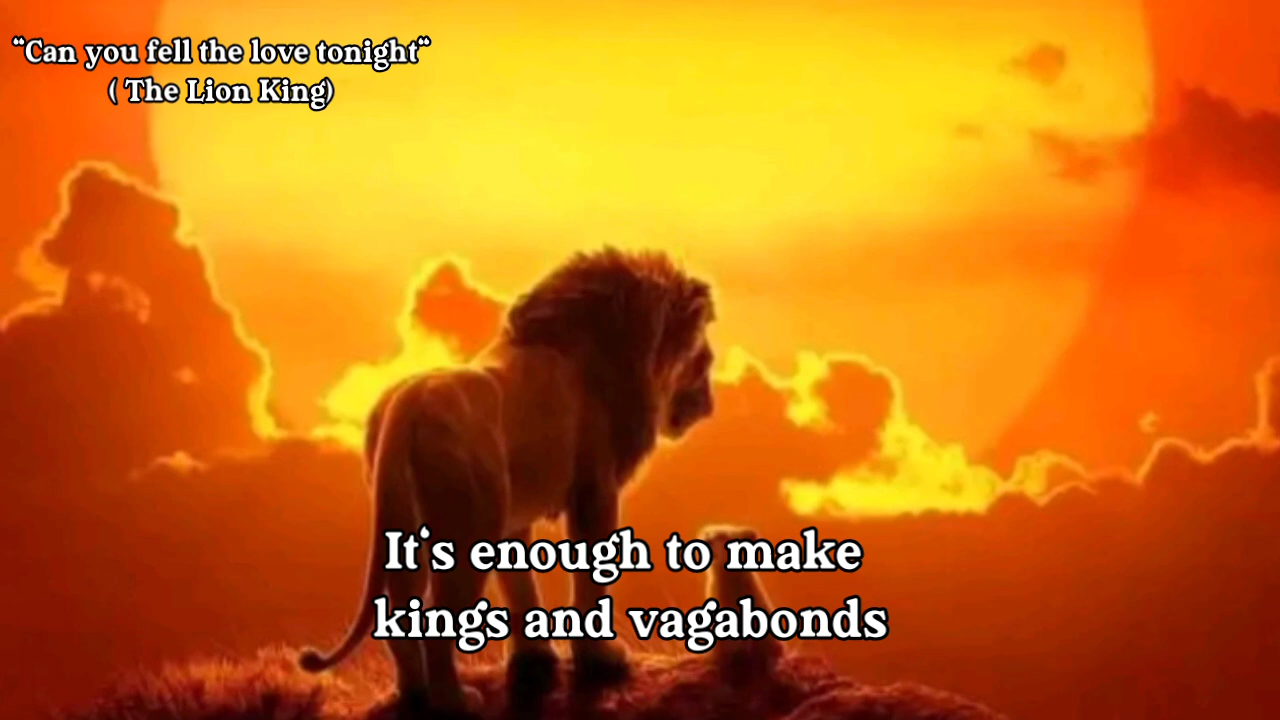 “Can you fell the love tonight“
( The Lion King)
It‘s enough to make
kings and vagabonds